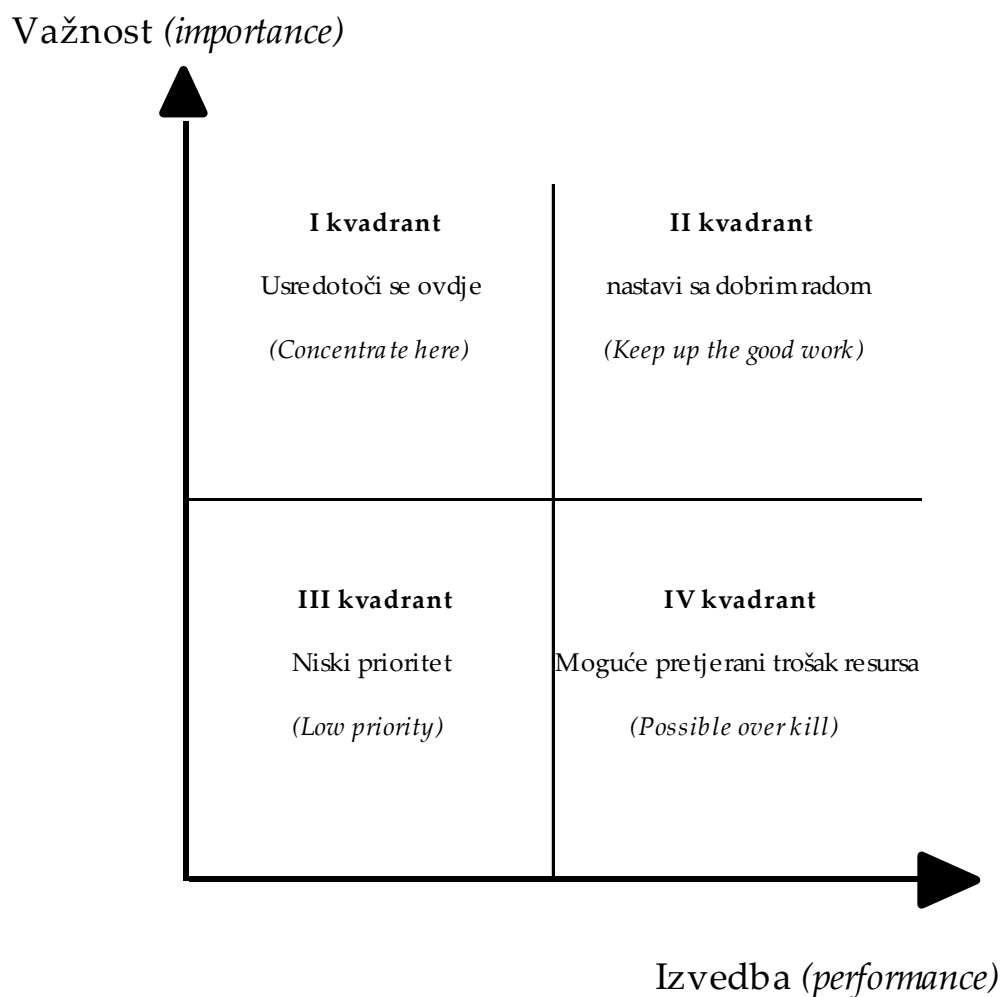 Važnost (importance)
I kvadrant
Usredotoči se ovdje
(Concentrate here)
II kvadrant
nastavi sa dobrim radom
(Keep up the good work)
III kvadrant
Niski prioritet
(Low priority)
IV kvadrant
Moguće pretjerani trošak resursa
(Possible over kill)
Izvedba (performance)